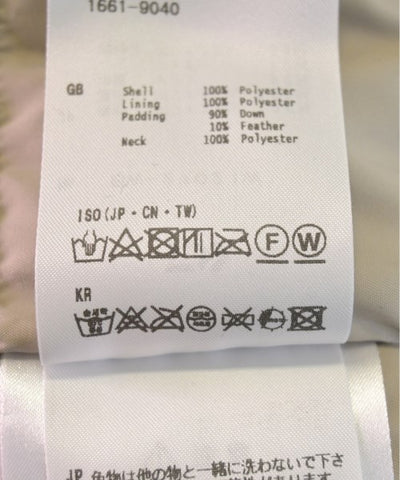 1661-9040
GB Shell 100% Polyester
Lining 100% Polyester
Padding 90% Down
10% Feather
Neck 100% Polyester
ISO(JP・CN・TW)
F W
KR
JP 色物は他の物と一緒に洗わないで下さ